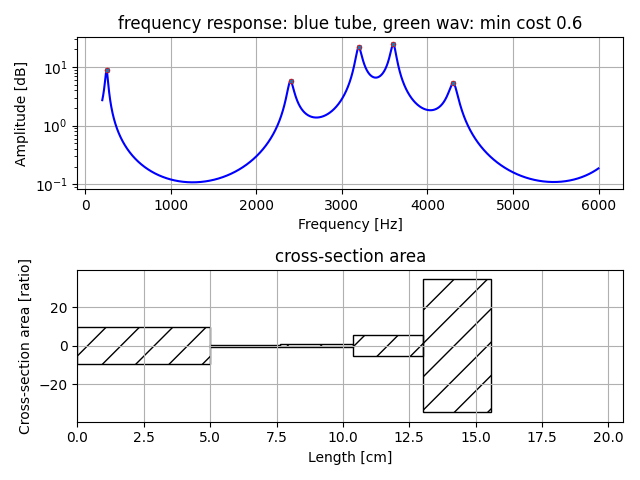 frequency response: blue tube, green wav: min cost 0.6
Amplitude [dB]
10¹
10⁰
10⁻¹
0 1000 2000 3000 4000 5000 6000
Frequency [Hz]
cross-section area
Cross-section area [ratio]
20
0
−20
0.0 2.5 5.0 7.5 10.0 12.5 15.0 17.5 20.0
Length [cm]